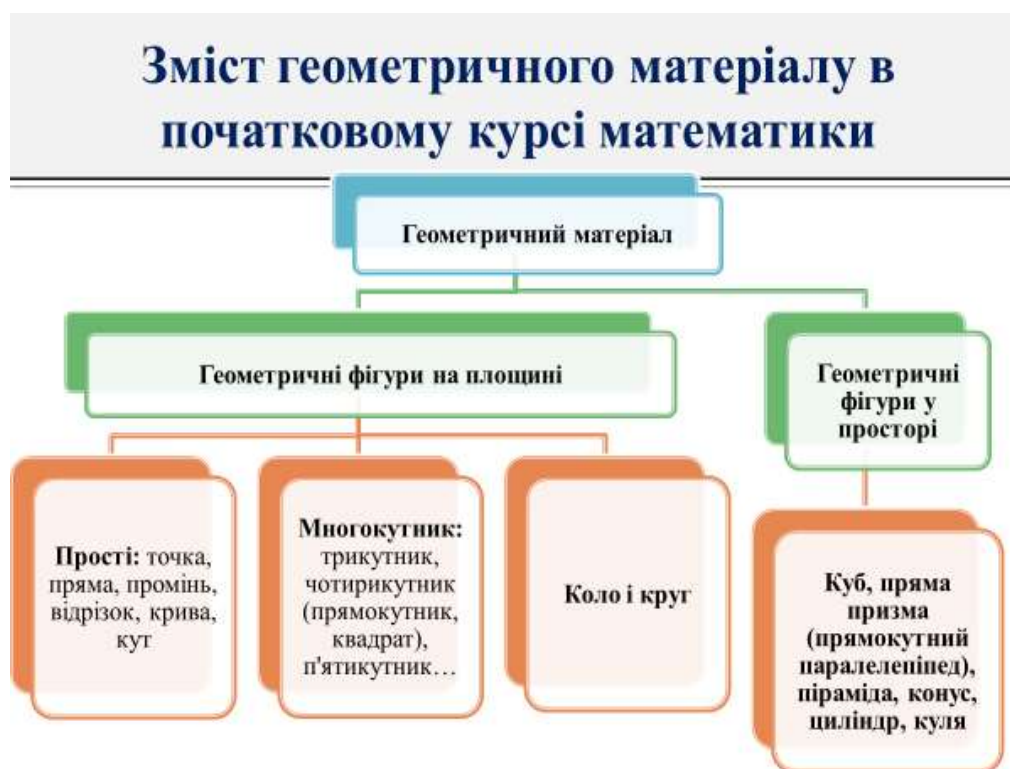 Зміст геометричного матеріалу в
початковому курсі математики
Геометричний матеріал
Геометричні фігури на площині
Геометричні
фігури у
просторі
Прості: точка,
пряма, промінь,
відрізок, крива,
кут
Многокутник:
трикутник,
чотирикутник
(прямокутник,
квадрат),
п'ятикутник…
Коло і круг
Куб, пряма
призма
(прямокутний
паралелепіпед),
піраміда, конус,
циліндр, куля